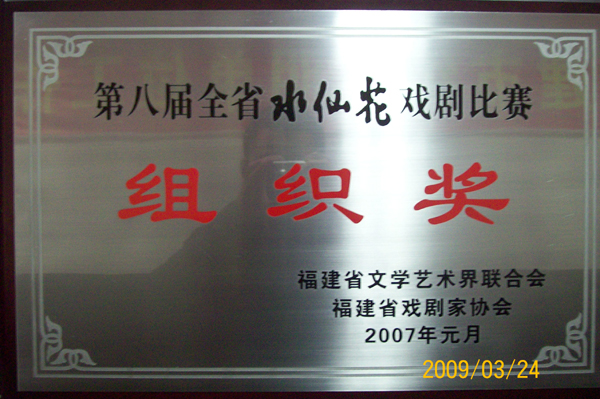 第八届全省水仙花戏剧比赛
组织奖
福建省文学艺术界联合会
福建省戏剧家协会
2007年元月
2009/03/24